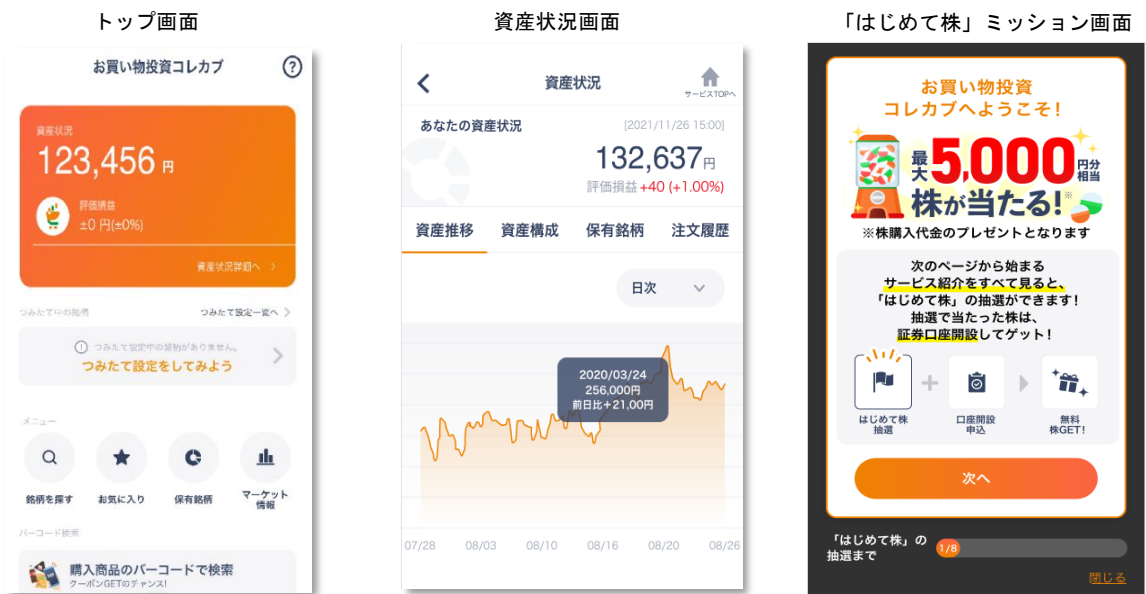 トップ画面
お買い物投資コレカブ
?
資産状況
123,456 円
評価損益
±0 円(±0%)
資産状況詳細へ >
つみたて中の銘柄
つみたて設定一覧へ >
つみたて設定中の銘柄がありません。
つみたて設定をしてみよう
メニュー
銘柄を探す
お気に入り
保有銘柄
マーケット
情報
バーコード検索
購入商品のバーコードで検索
クーポンGETのチャンス!
資産状況画面
資産状況
サービスTOPへ
あなたの資産状況
[2021/11/26 15:00]
132,637円
評価損益 +40 (+1.00%)
資産推移 資産構成 保有銘柄 注文履歴
日次
2020/03/24
256,000円
前日比+21,00円
07/28 08/03 08/10 08/16 08/20 08/26
「はじめて株」ミッション画面
お買い物投資
コレカブへようこそ!
最大5,000円分相当
株が当たる!※
※株購入代金のプレゼントとなります
次のページから始まる
サービス紹介をすべて見ると、
「はじめて株」の抽選ができます!
抽選で当たった株は、
証券口座開設してゲット!
はじめて株
抽選
口座開設
申込
無料
株GET!
次へ
「はじめて株」の
抽選まで
1/8
閉じる